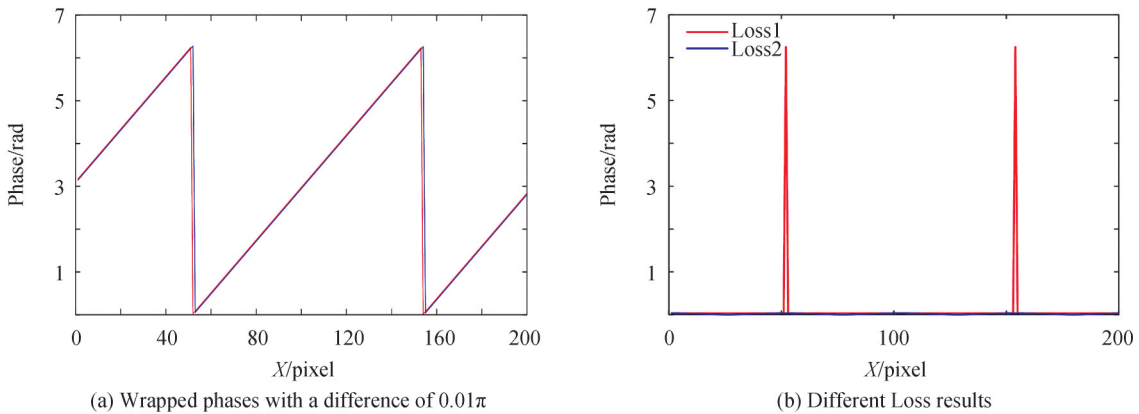 7
5
Phase/rad
3
1
0
40
80
120
160
200
X/pixel
(a) Wrapped phases with a difference of 0.01π
7
Loss1
Loss2
5
Phase/rad
3
1
0
100
200
X/pixel
(b) Different Loss results